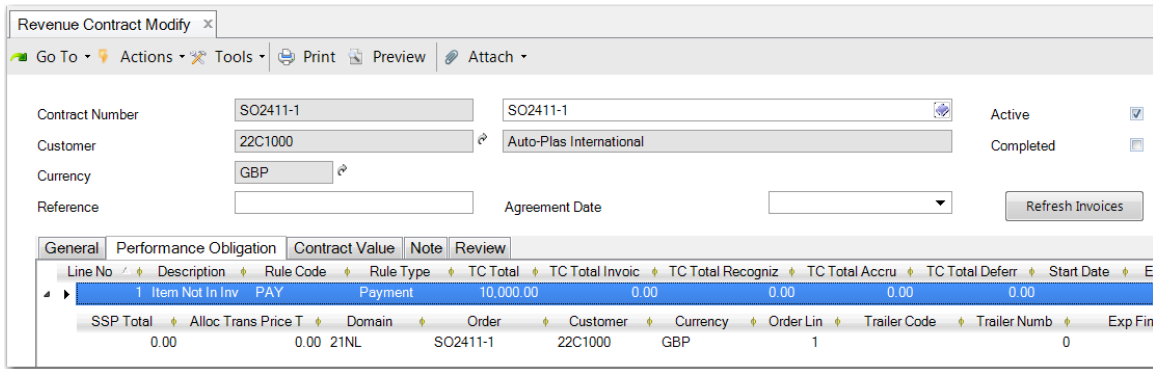 Revenue Contract Modify ×
Go To Actions Tools Print Preview Attach
Contract Number SO2411-1 SO2411-1 Active
Customer 22C1000 Auto-Plas International Completed
Currency GBP
Reference Agreement Date Refresh Invoices
General Performance Obligation Contract Value Note Review
Line No Description Rule Code Rule Type TC Total TC Total Invoic TC Total Recogniz TC Total Accru TC Total Deferr Start Date E
1 Item Not In Inv PAY Payment 10,000.00 0.00 0.00 0.00 0.00
SSP Total Alloc Trans Price T Domain Order Customer Currency Order Lin Trailer Code Trailer Numb Exp Fin
0.00 0.00 21NL SO2411-1 22C1000 GBP 1 0